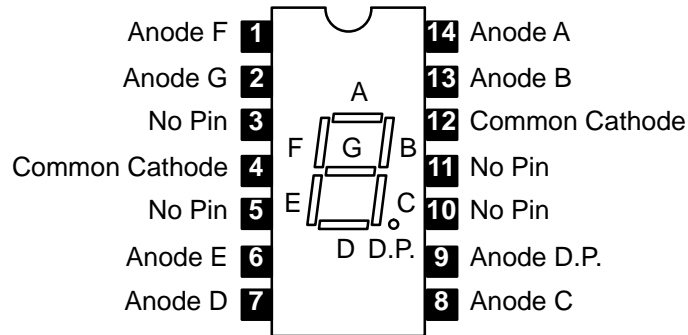 Anode F 1 14 Anode A
Anode G 2 13 Anode B
No Pin 3 12 Common Cathode
Common Cathode 4 11 No Pin
No Pin 5 10 No Pin
Anode E 6 9 Anode D.P.
Anode D 7 8 Anode C
A
F G B
E C
D D.P.